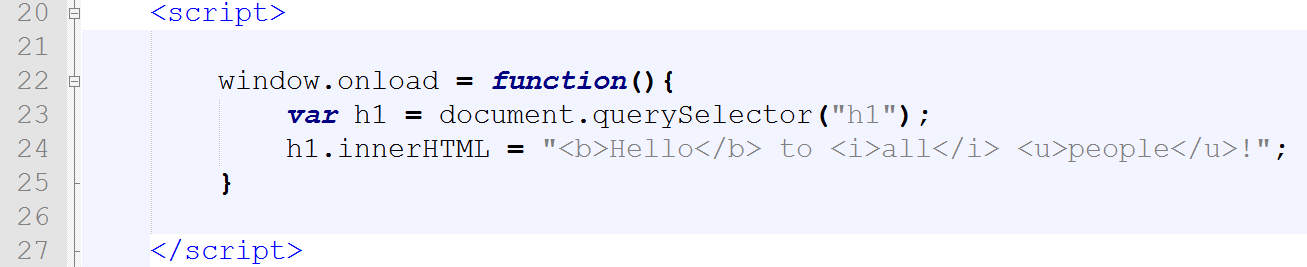 20 <script>
21
22 window.onload = function(){
23 var h1 = document.querySelector("h1");
24 h1.innerHTML = "<b>Hello</b> to <i>all</i> <u>people</u>!";
25 }
26
27 </script>